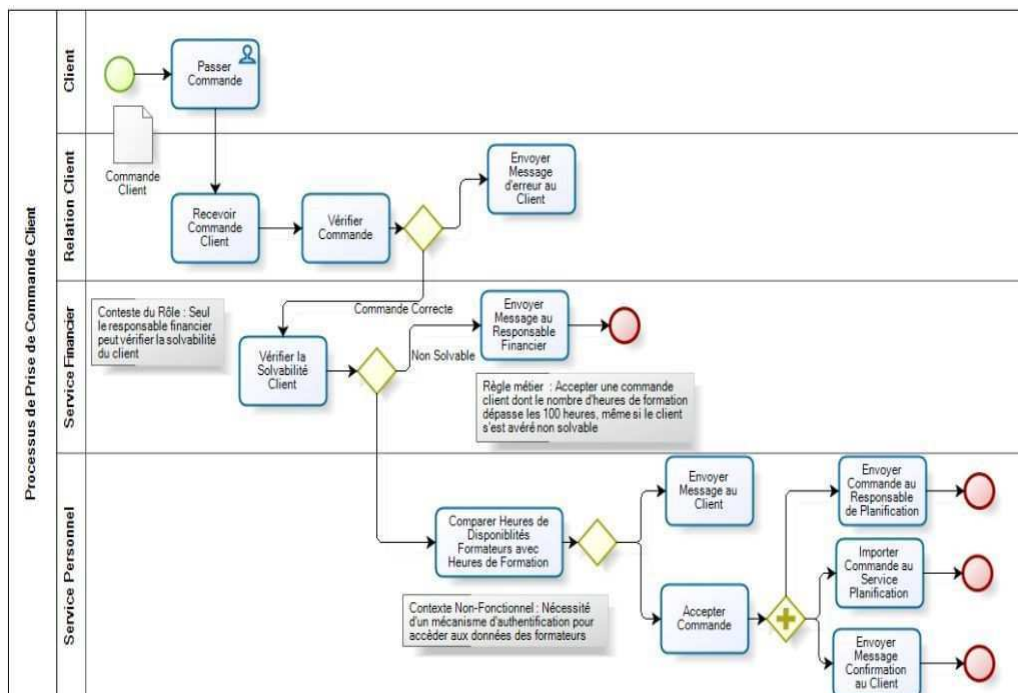 Processus de Prise de Commande Client
Client
Passer
Commande
Commande
Client
Relation Client
Recevoir
Commande
Client
Vérifier
Commande
Envoyer
Message
d'erreur au
Client
Service Financier
Conteste du Rôle : Seul
le responsable financier
peut vérifier la solvabilité
du client
Commande Correcte
Vérifier la
Solvabilité
Client
Non Solvable
Envoyer
Message au
Responsable
Financier
Règle métier : Accepter une commande
client dont le nombre d'heures de formation
dépasse les 100 heures, même si le client
s'est avéré non solvable
Service Personnel
Comparer Heures de
Disponiblités
Formateurs avec
Heures de Formation
Contexte Non-Fonctionnel : Nécessité
d'un mécanisme d'authentification pour
accèder aux données des formateurs
Envoyer
Message au
Client
Accepter
Commande
Envoyer
Commande au
Responsable
de Planification
Importer
Commande au
Service
Planification
Envoyer
Message
Confirmation
au Client